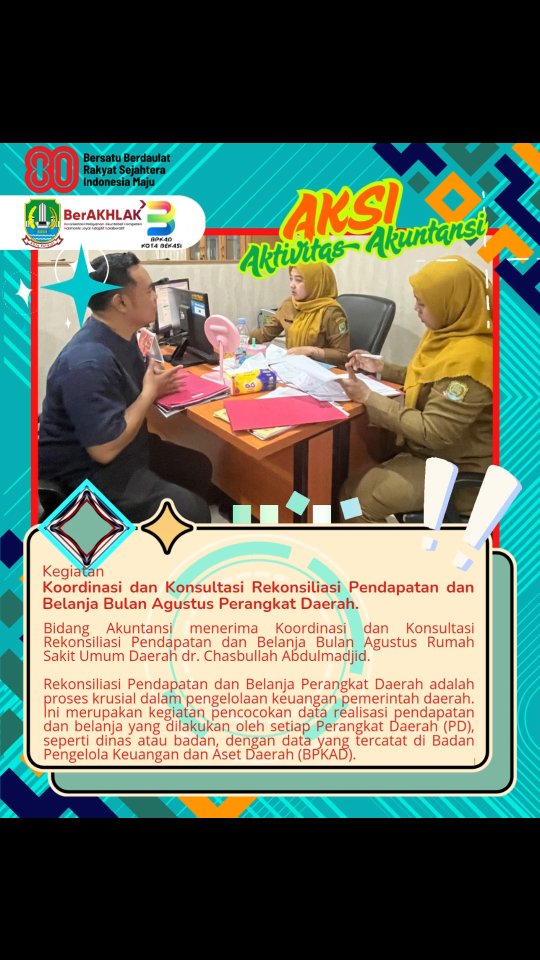 80
Bersatu Berdaulat
Rakyat Sejahtera
Indonesia Maju
BerAKHLAK
BPKAD
KOTA BEKASI
AKSI
Aktivitas Akuntansi
Kegiatan
Koordinasi dan Konsultasi Rekonsiliasi Pendapatan dan
Belanja Bulan Agustus Perangkat Daerah.
Bidang Akuntansi menerima Koordinasi dan Konsultasi
Rekonsiliasi Pendapatan dan Belanja Bulan Agustus Rumah
Sakit Umum Daerah dr. Chasbullah Abdulmadjid.
Rekonsiliasi Pendapatan dan Belanja Perangkat Daerah adalah
proses krusial dalam pengelolaan keuangan pemerintah daerah.
Ini merupakan kegiatan pencocokan data realisasi pendapatan
dan belanja yang dilakukan oleh setiap Perangkat Daerah (PD),
seperti dinas atau badan, dengan data yang tercatat di Badan
Pengelola Keuangan dan Aset Daerah (BPKAD).